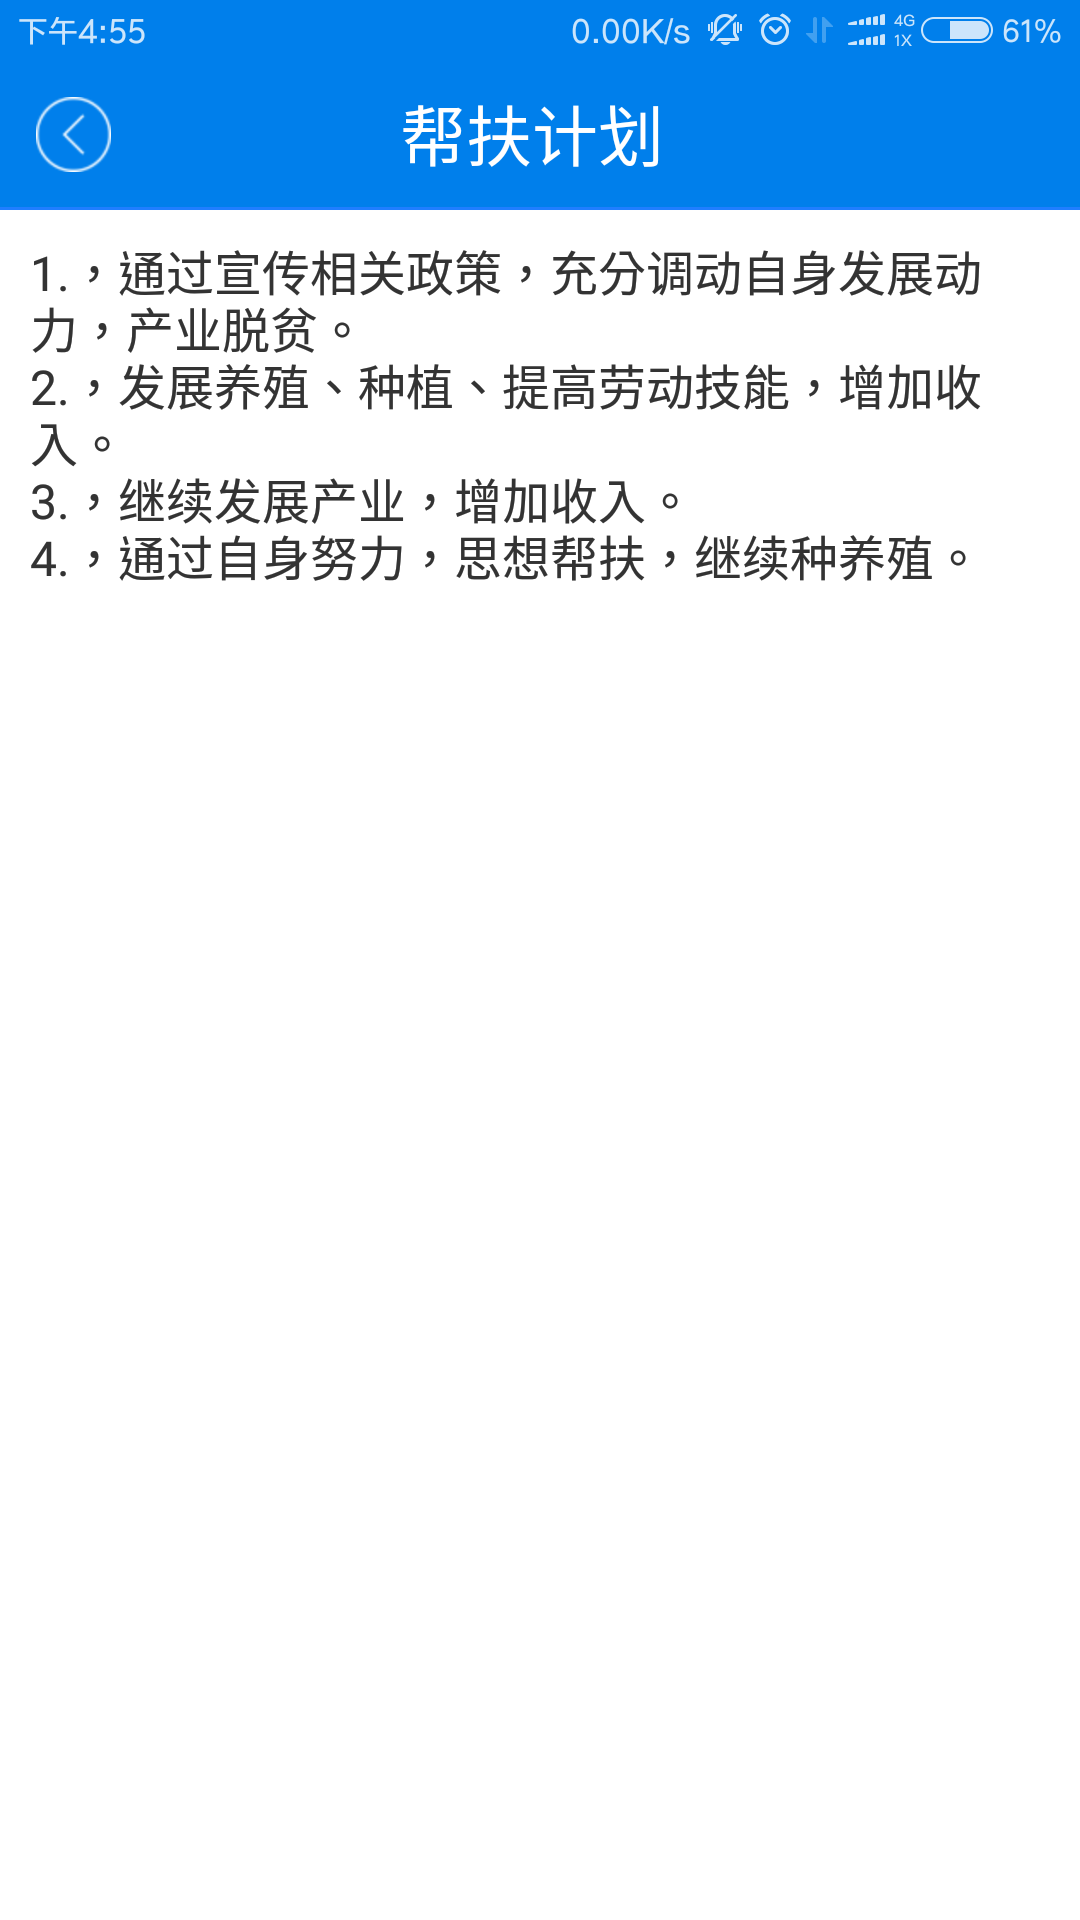 下午4:55 0.00K/s 4G 1X 61%
帮扶计划
1.，通过宣传相关政策，充分调动自身发展动
力，产业脱贫。
2.，发展养殖、种植、提高劳动技能，增加收
入。
3.，继续发展产业，增加收入。
4.，通过自身努力，思想帮扶，继续种养殖。